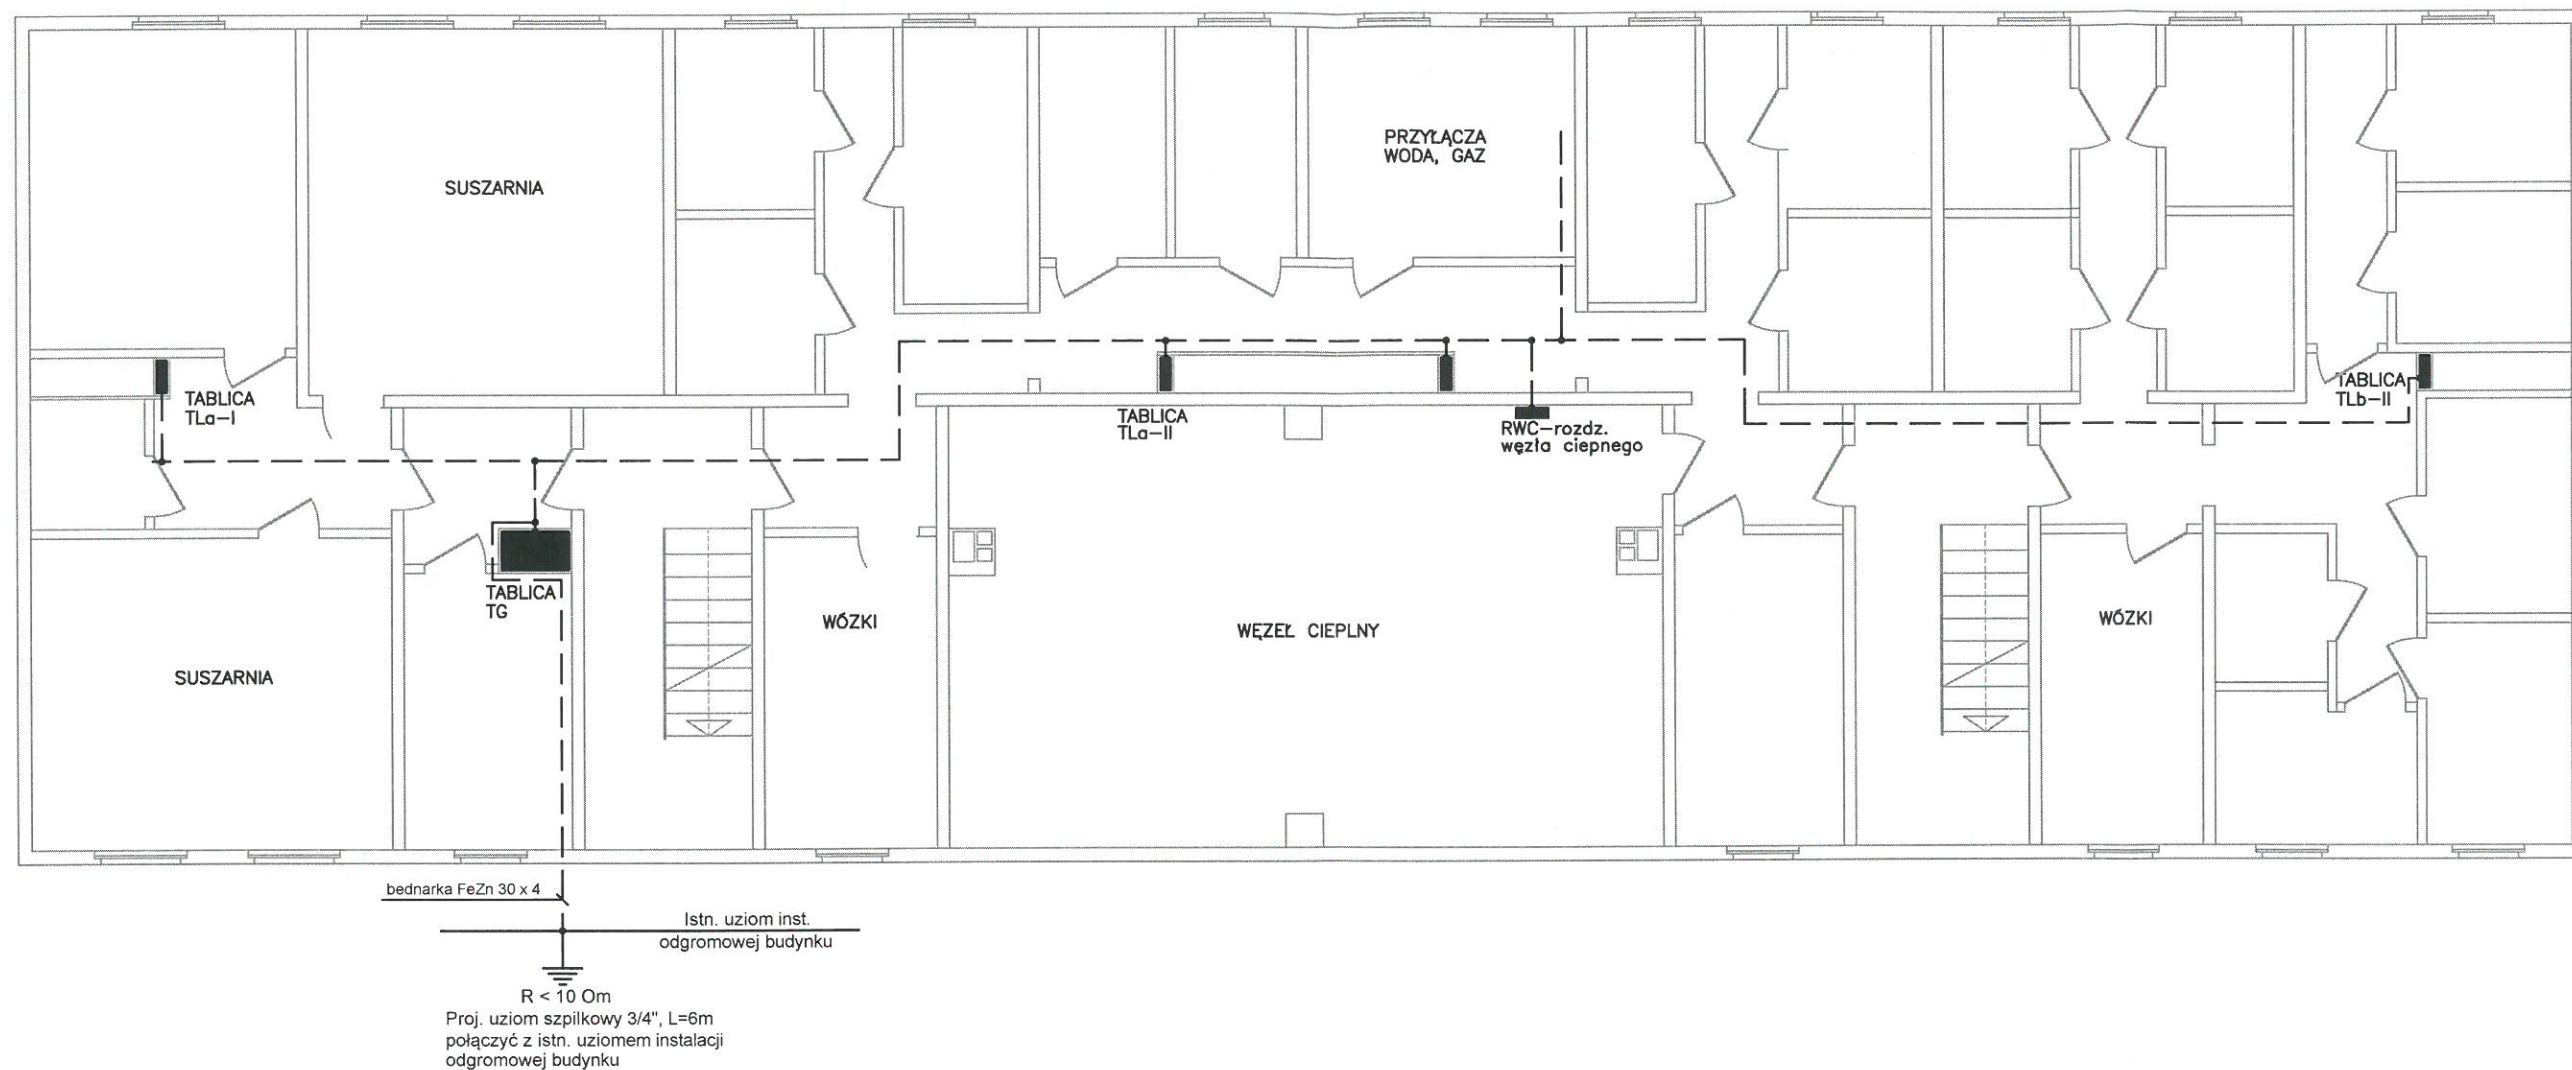 PRZYŁĄCZA
WODA, GAZ
SUSZARNIA
TABLICA
TLa-I
TABLICA
TLa-II
RWC-rozdz.
węzła ciepnego
TABLICA
TLb-II
TABLICA
TG
WÓZKI
WĘZEŁ CIEPLNY
WÓZKI
SUSZARNIA
bednarka FeZn 30 x 4
Istn. uziom inst.
odgromowej budynku
R < 10 Om
Proj. uziom szpilkowy 3/4", L=6m
połączyć z istn. uziomem instalacji
odgromowej budynku